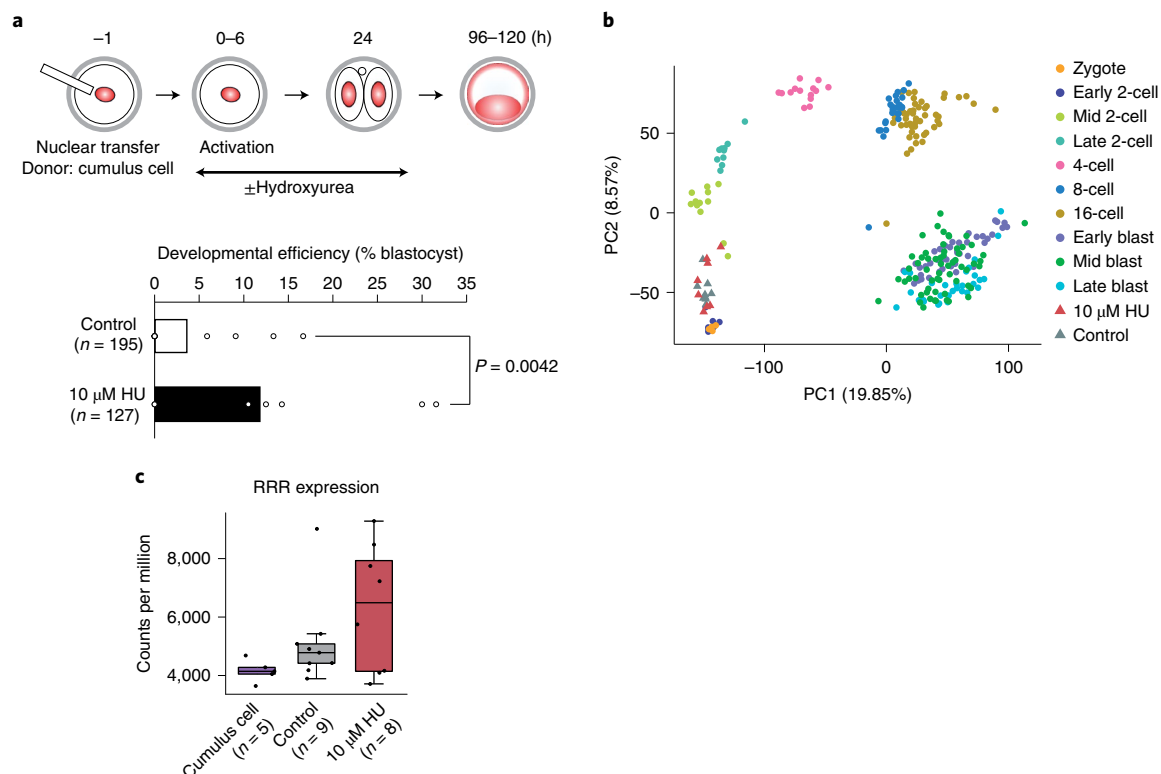 a
–1
0–6
24
96–120 (h)
Nuclear transfer
Donor: cumulus cell
Activation
±Hydroxyurea
Developmental efficiency (% blastocyst)
0
5
10
15
20
25
30
35
Control
(n = 195)
10 μM HU
(n = 127)
P = 0.0042
b
50
0
–50
PC2 (8.57%)
–100
0
100
PC1 (19.85%)
Zygote
Early 2-cell
Mid 2-cell
Late 2-cell
4-cell
8-cell
16-cell
Early blast
Mid blast
Late blast
10 μM HU
Control
c
RRR expression
Counts per million
8,000
6,000
4,000
Cumulus cell
(n = 5)
Control
(n = 9)
10 μM HU
(n = 8)